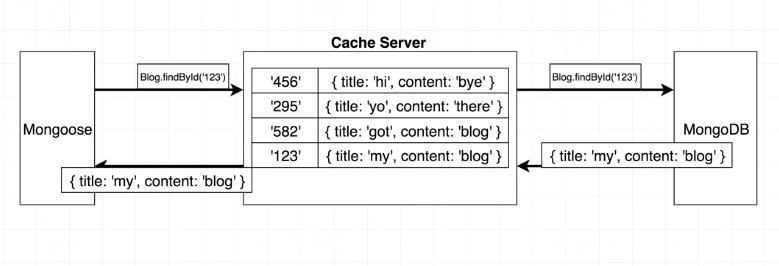 Cache Server
Blog.findById('123')
Blog.findById('123')
'456' { title: 'hi', content: 'bye' }
'295' { title: 'yo', content: 'there' }
'582' { title: 'got', content: 'blog' }
'123' { title: 'my', content: 'blog' }
Mongoose
MongoDB
{ title: 'my', content: 'blog' }
{ title: 'my', content: 'blog' }